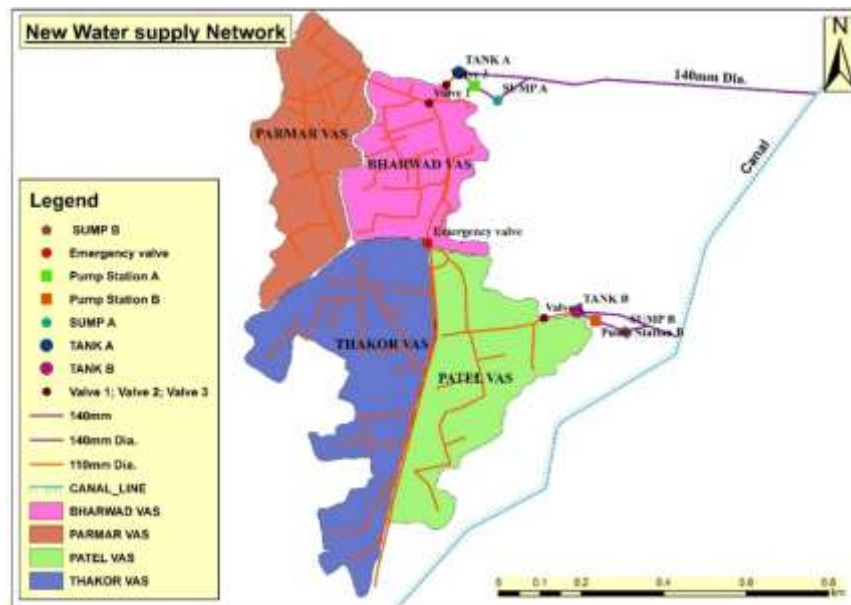 New Water supply Network
N
TANK A
Valve 1
SUMP A
140mm Dia.
PARMAR VAS
BHARWAD VAS
Canal
Emergency valve
Valve
TANK B
SUMP B
Pump Station B
THAKOR VAS
PATEL VAS
Legend
SUMP B
Emergency valve
Pump Station A
Pump Station B
SUMP A
TANK A
TANK B
Valve 1; Valve 2; Valve 3
140mm
140mm Dia.
110mm Dia.
CANAL_LINE
BHARWAD VAS
PARMAR VAS
PATEL VAS
THAKOR VAS
0 0.1 0.2 0.4 0.6 0.8
km